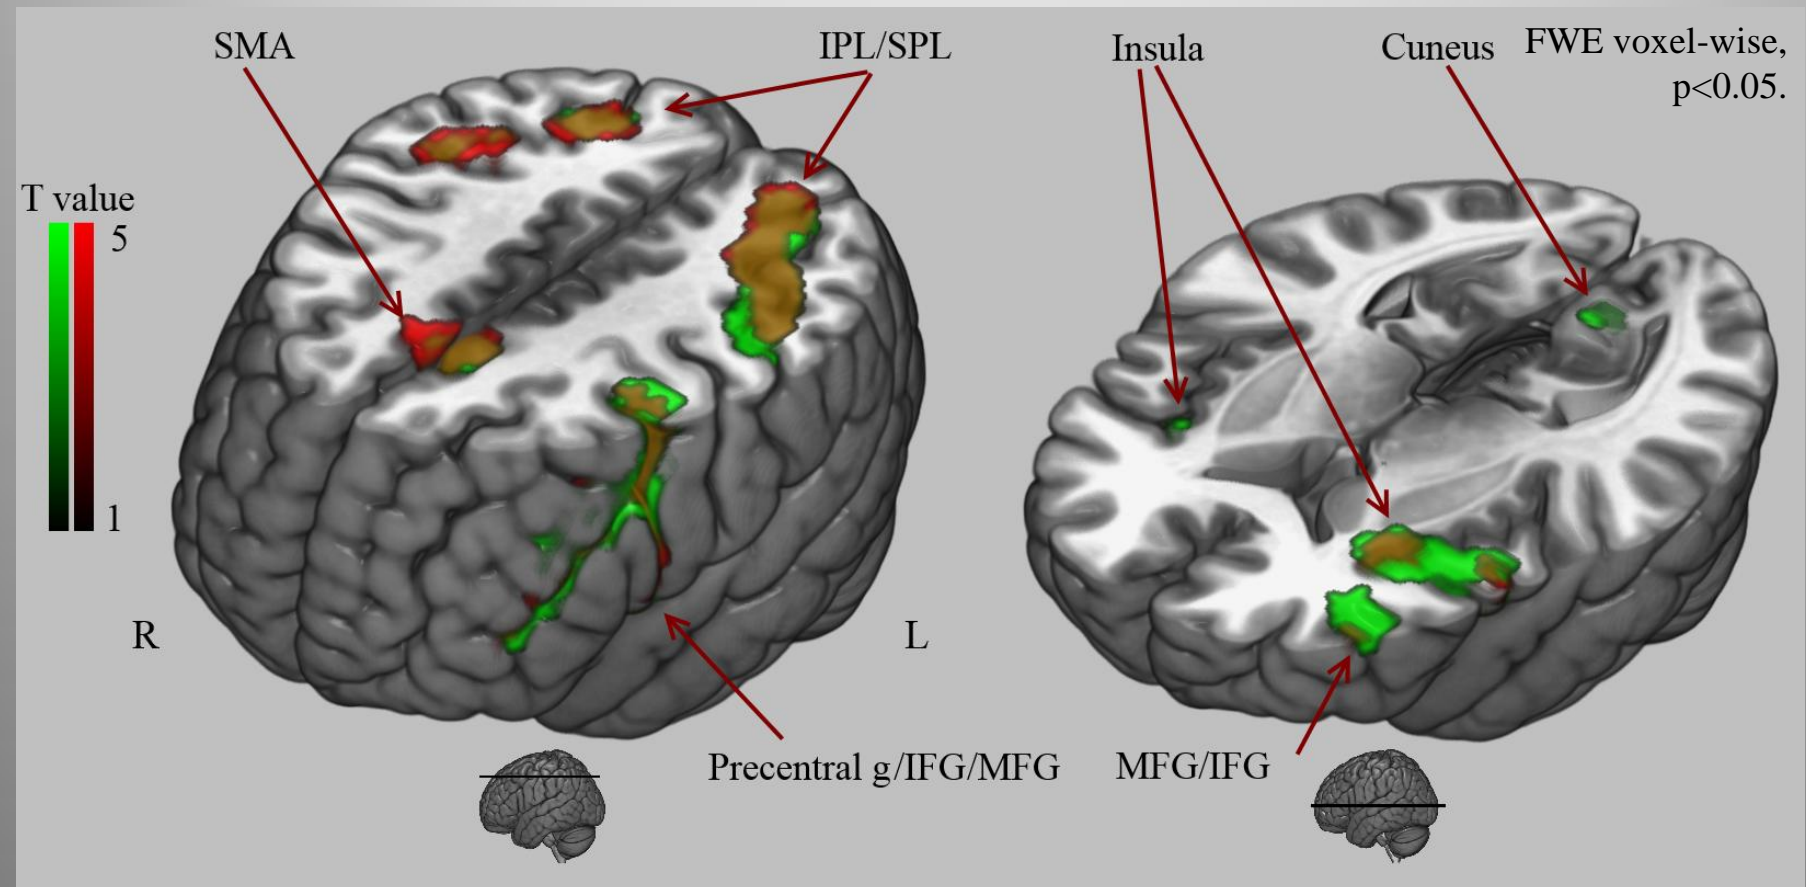 SMA
IPL/SPL
Insula
Cuneus
FWE voxel-wise,
p<0.05.
T value
5
1
R
L
Precentral g/IFG/MFG
MFG/IFG